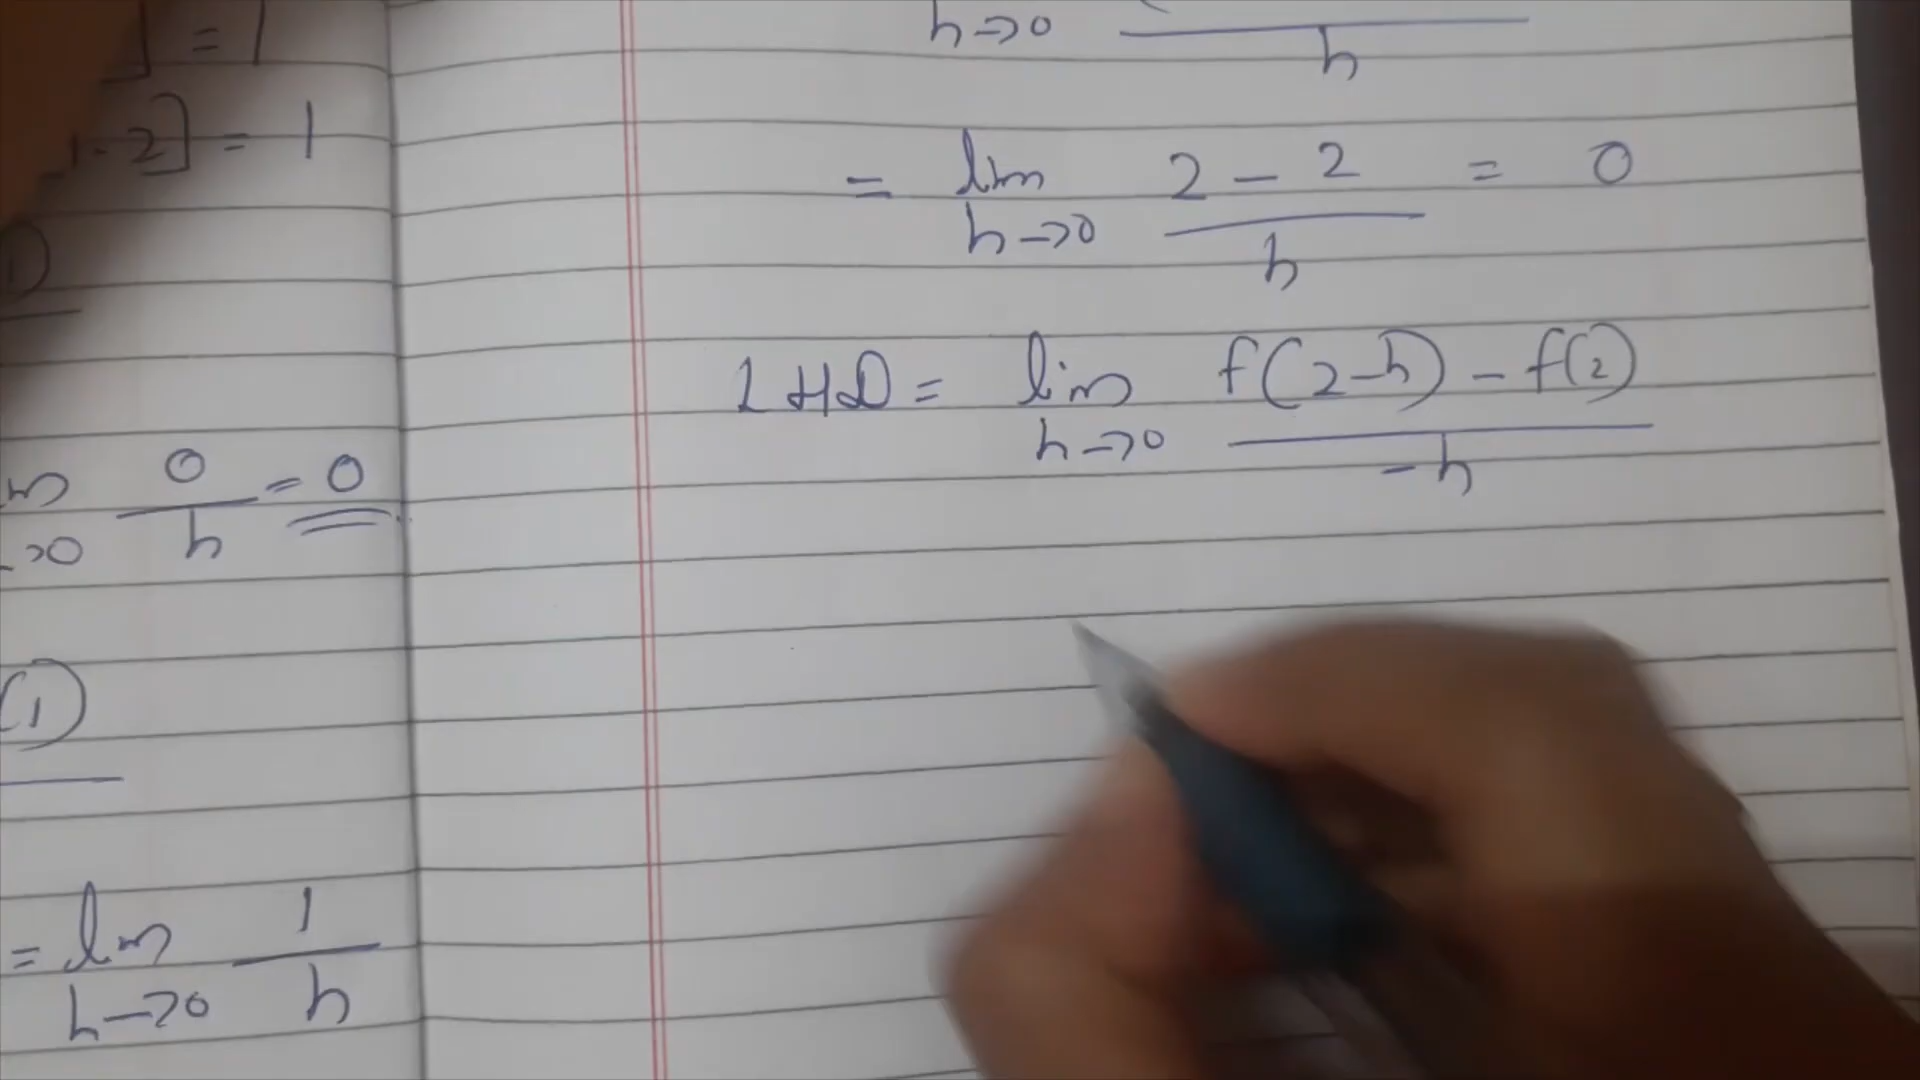 ] = 1
1 - 2] = 1
1)
lim 0/h = 0
→0
(1)
= lim 1/h
h→0
h→0 h
= lim 2 - 2 = 0
h→0 h
LHD = lim f(2-h) - f(2)
h→0 -h